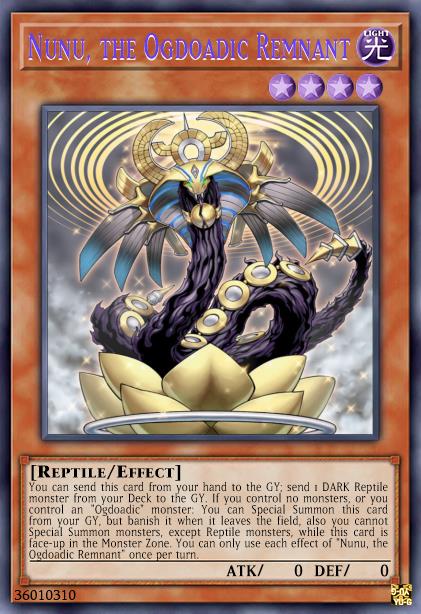 Nunu, the Ogdoadic Remnant
LIGHT
光
[Reptile/Effect]
You can send this card from your hand to the GY; send 1 DARK Reptile
monster from your Deck to the GY. If you control no monsters, or you
control an "Ogdoadic" monster: You can Special Summon this card
from your GY, but banish it when it leaves the field, also you cannot
Special Summon monsters, except Reptile monsters, while this card is
face-up in the Monster Zone. You can only use each effect of "Nunu, the
Ogdoadic Remnant" once per turn.
ATK/ 0 DEF/ 0
36010310